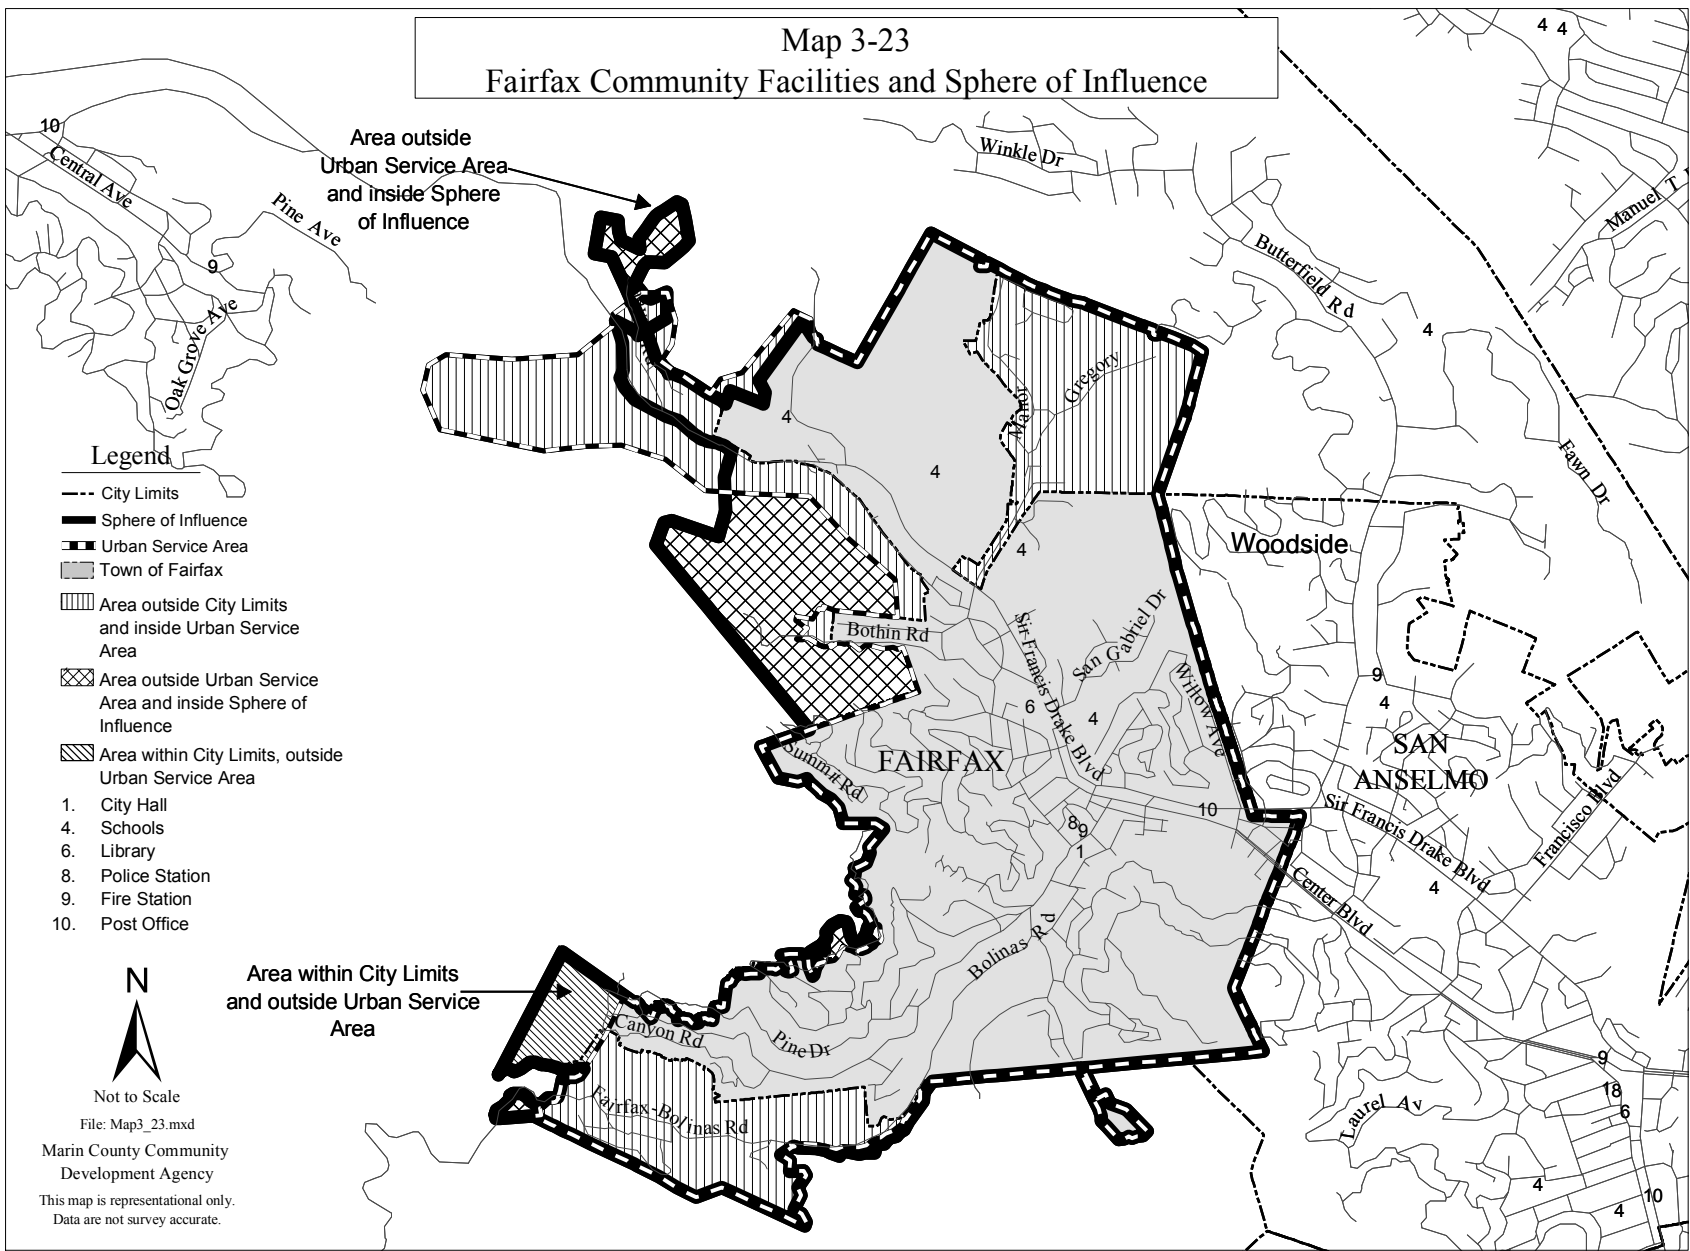 Map 3-23
Fairfax Community Facilities and Sphere of Influence
4 4
10
Central Ave
Pine Ave
9
Oak Grove Ave
Area outside
Urban Service Area
and inside Sphere
of Influence
Winkle Dr
Butterfield Rd
Manuel T
4
Fawn Dr
Gregory
Manor
4
4
4
Woodside
Bothin Rd
Sir Francis Drake Blvd
San Gabriel Dr
Willow Ave
9
4
6
4
FAIRFAX
SAN
ANSELMO
Summit Rd
10
89
1
Sir Francis Drake Blvd
Francisco Blvd
4
Center Blvd
Bolinas Rd
Legend
City Limits
Sphere of Influence
Urban Service Area
Town of Fairfax
Area outside City Limits
and inside Urban Service
Area
Area outside Urban Service
Area and inside Sphere of
Influence
Area within City Limits, outside
Urban Service Area
1. City Hall
4. Schools
6. Library
8. Police Station
9. Fire Station
10. Post Office
Area within City Limits
and outside Urban Service
Area
Canyon Rd
Pine Dr
Fairfax-Bolinas Rd
9
18
6
Laurel Av
4
10
4
N
Not to Scale
File: Map3_23.mxd
Marin County Community
Development Agency
This map is representational only.
Data are not survey accurate.